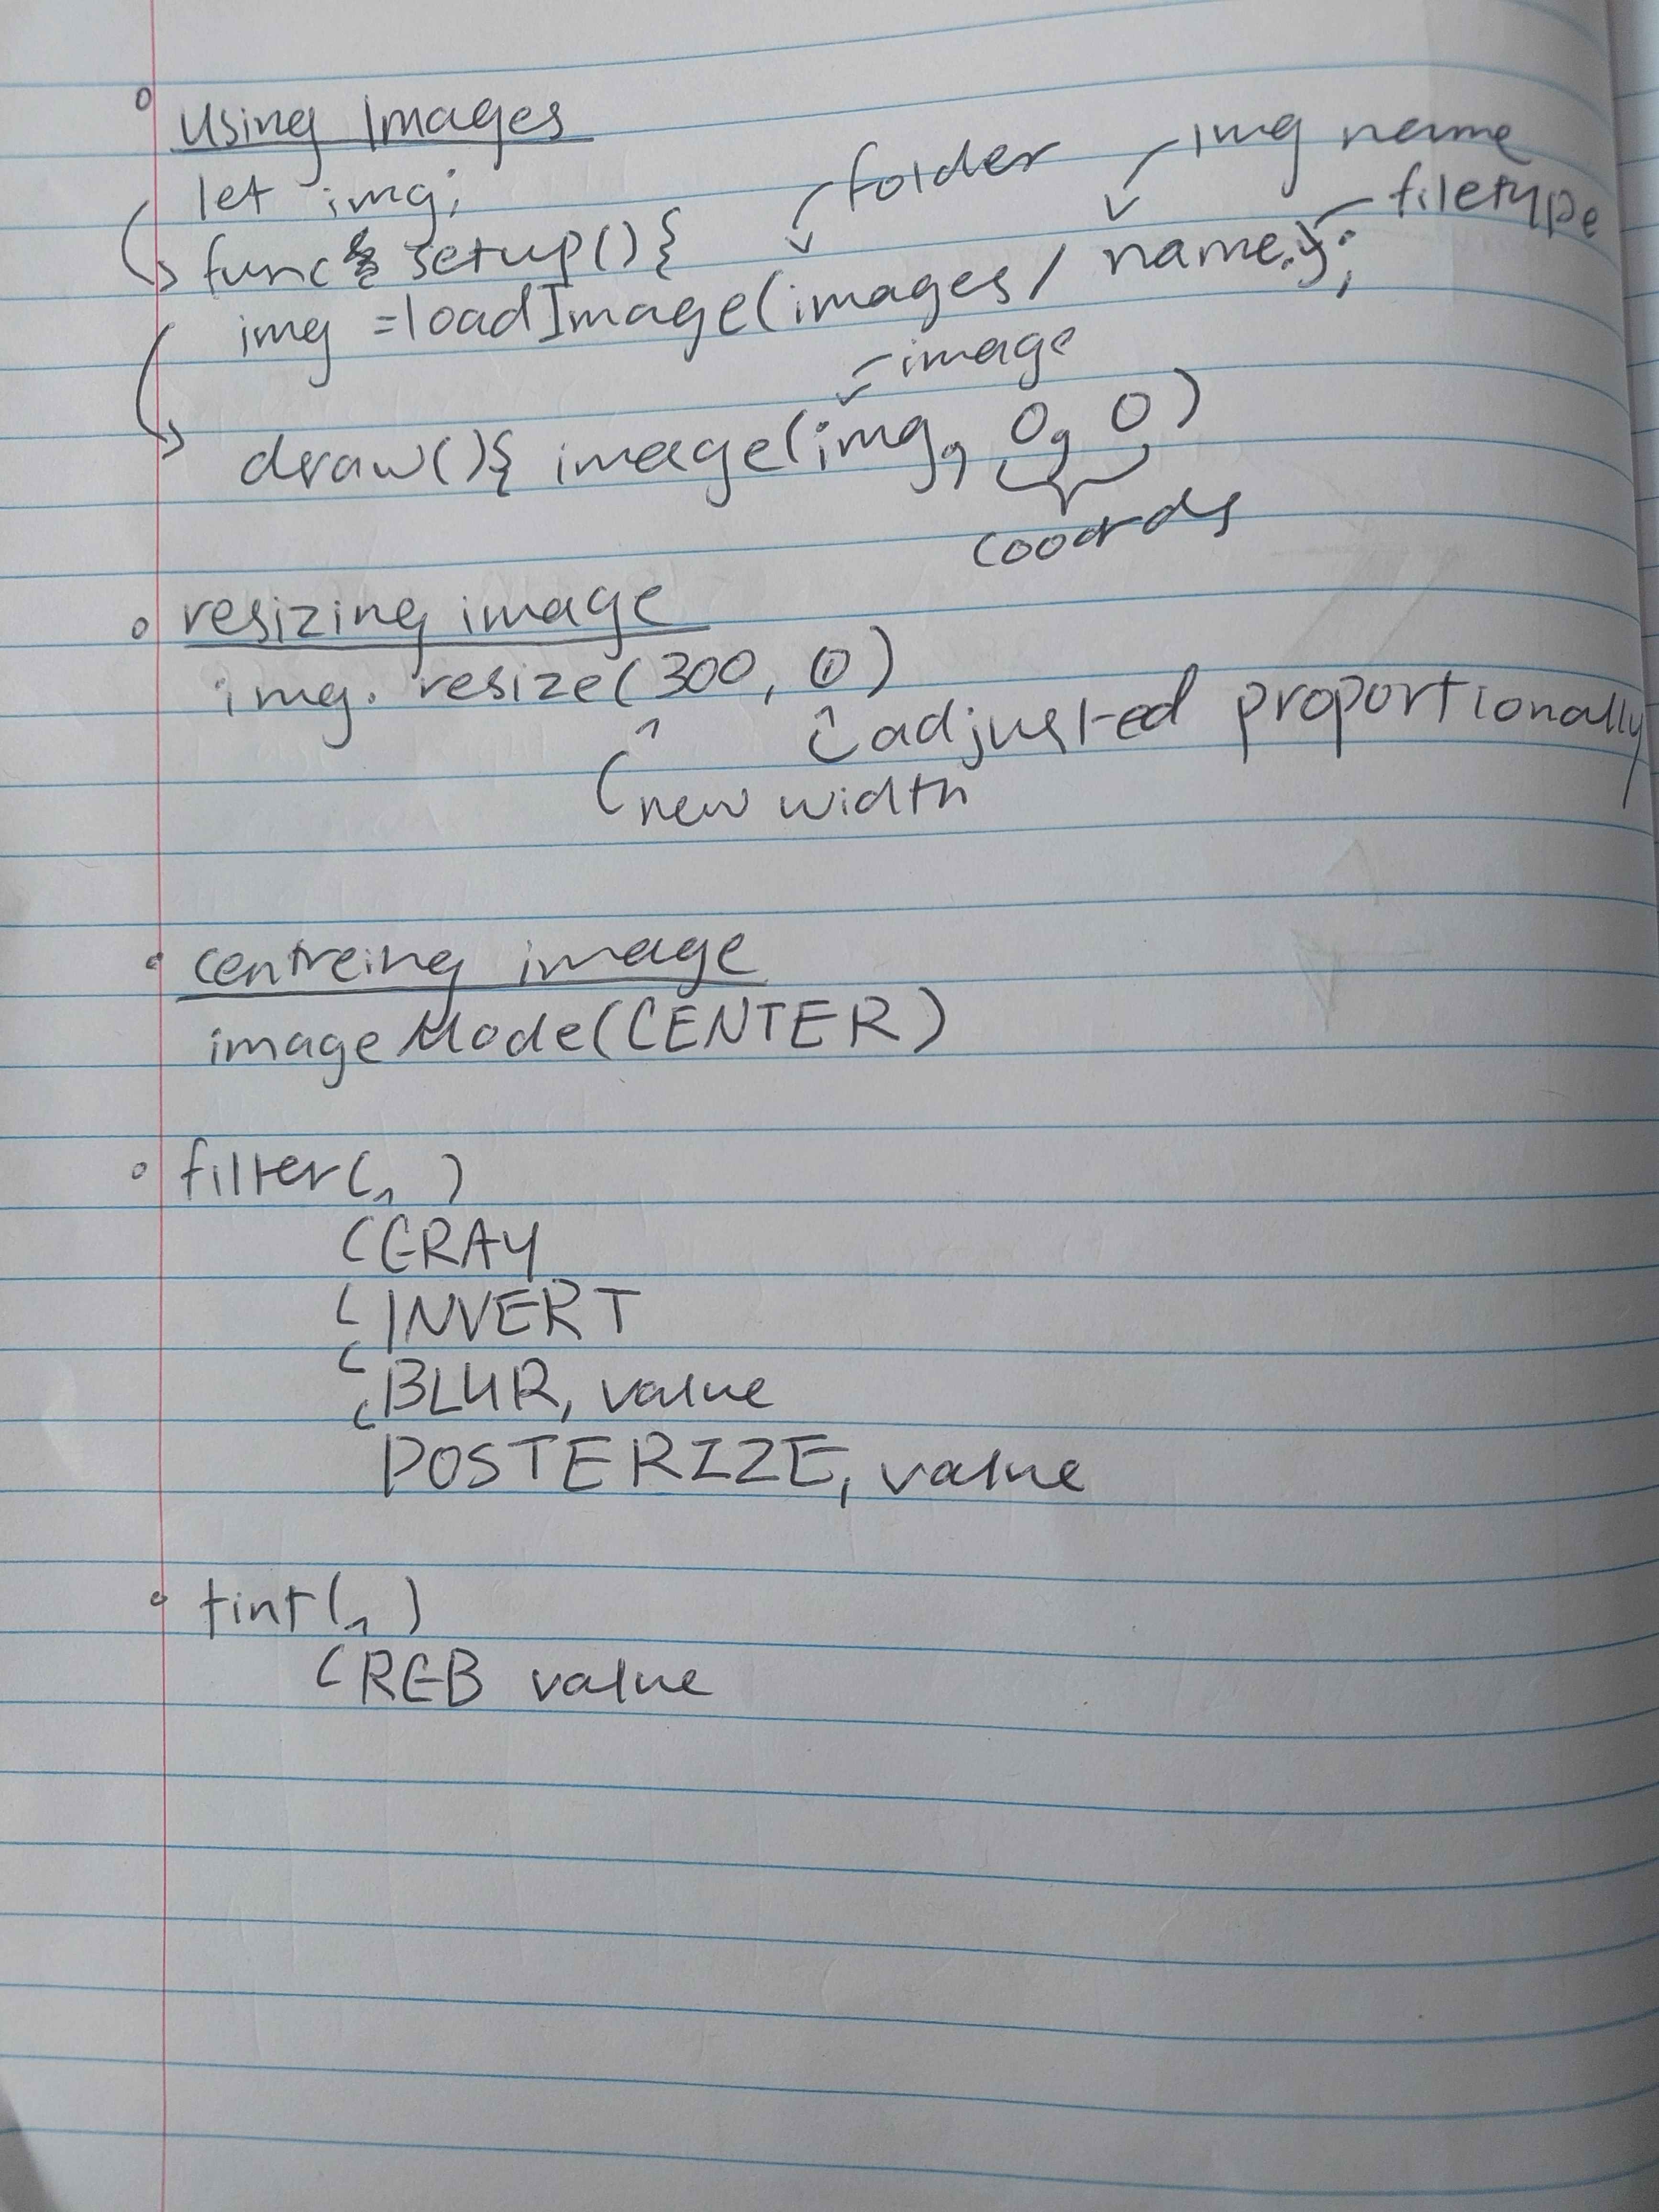 Using Images
let img;
folder
img name
filetype
func setup(){
img =loadImage(images/ name.);
image
draw(){ image(img, 0, 0)
coords
resizing image
img. resize(300, 0)
adjusted proportionally
new width
centreing image
imageMode(CENTER)
filter( , )
GRAY
INVERT
BLUR, value
POSTERIZE, value
tint( , )
RGB value